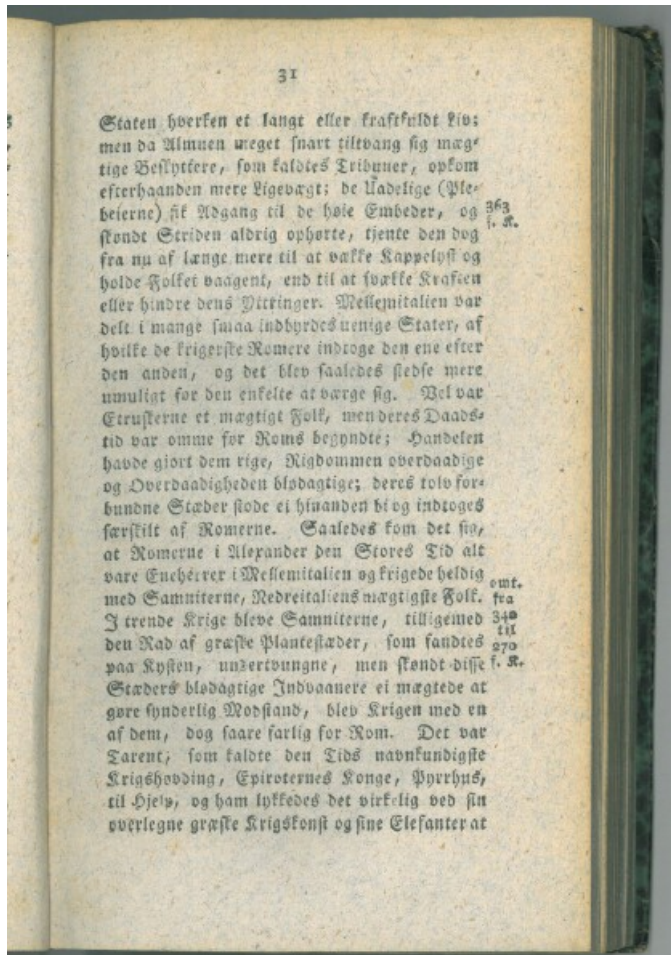 31
Staten hverken et langt eller kraftfuldt Liv;
men da Almuen meget snart tiltvang sig mæg-
tige Beskyttere, som kaldtes Tribuner, opkom
efterhaanden mere Ligevægt; de Uadelige (Ple-
beierne) fik Adgang til de høie Embeder, og
363
f. K.
skøndt Striden aldrig ophørte, tjente den dog
fra nu af længe mere til at vække Kappelyst og
holde Folket vaagent, end til at svække Kraften
eller hindre dens Yttringer. Mellemitalien var
delt i mange smaa indbyrdes uenige Stater, af
hvilke de krigerske Romere indtoge den ene efter
den anden, og det blev saaledes stedse mere
umuligt for den enkelte at værge sig. Vel var
Etruskerne et mægtigt Folk, men deres Daads-
tid var omme før Roms begyndte; Handelen
havde gjort dem rige, Rigdommen overdaadige
og Overdaadigheden blødagtige; deres tolv for-
bundne Stæder stode ei hinanden bi og indtoges
særskilt af Romerne. Saaledes kom det sig,
at Romerne i Alexander den Stores Tid alt
vare Eneherrer i Mellemitalien og krigede heldig
med Samniterne, Nedreitaliens mægtigste Folk.
omt.
fra
340
til
270
f. K.
I trende Krige bleve Samniterne, tilligemed
den Rad af græske Plantestæder, som fandtes
paa Kysten, undertvungne, men skøndt disse
Stæders blødagtige Indvaanere ei mægtede at
gøre synderlig Modstand, blev Krigen med en
af dem, dog saare farlig for Rom. Det var
Tarent, som kaldte den Tids navnkundigste
Krigshøvding, Epiroternes Konge, Pyrrhus,
til Hjelp, og ham lykkedes det virkelig ved sin
overlegne græske Krigskonst og sine Elefanter at